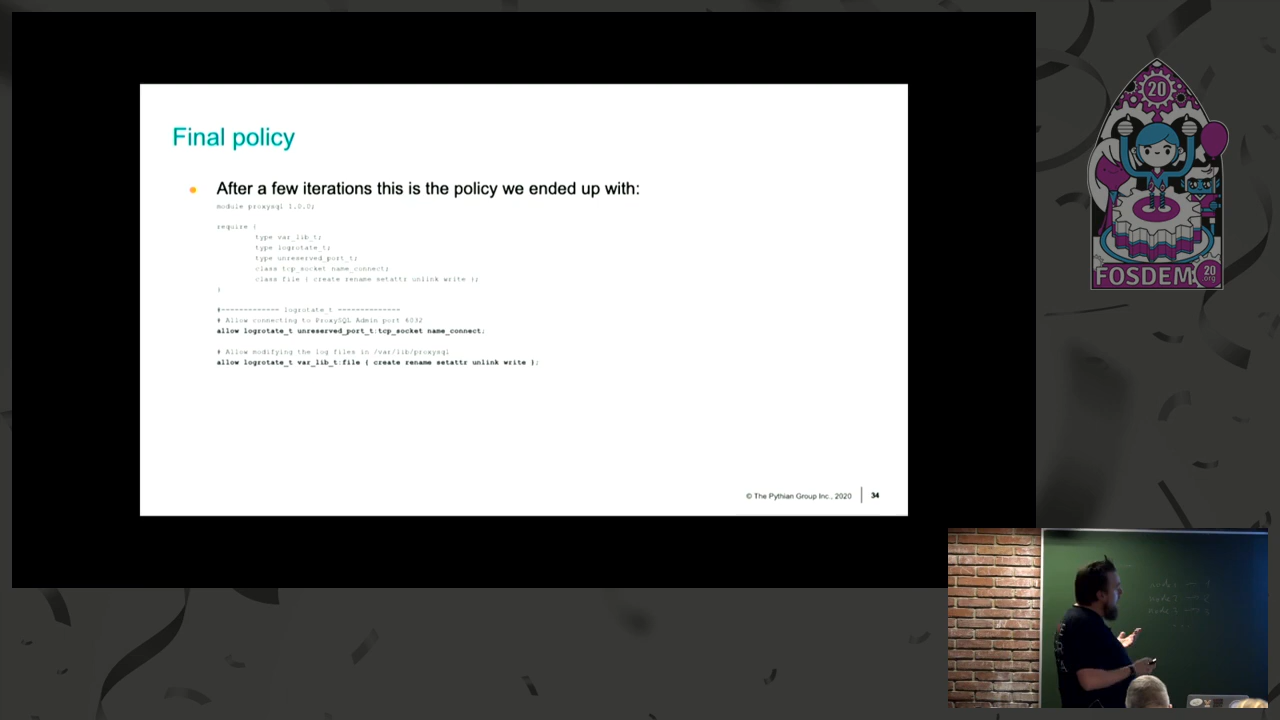 Final policy
After a few iterations this is the policy we ended up with:
module proxysql 1.0.0;
require {
type var_lib_t;
type logrotate_t;
type unreserved_port_t;
class tcp_socket name_connect;
class file { create rename setattr unlink write };
}
#------------- logrotate_t --------------
# Allow connecting to ProxySQL Admin port 6032
allow logrotate_t unreserved_port_t:tcp_socket name_connect;
# Allow modifying the log files in /var/lib/proxysql
allow logrotate_t var_lib_t:file { create rename setattr unlink write };
© The Pythian Group Inc., 2020 34
20
FOSDEM 20
.org